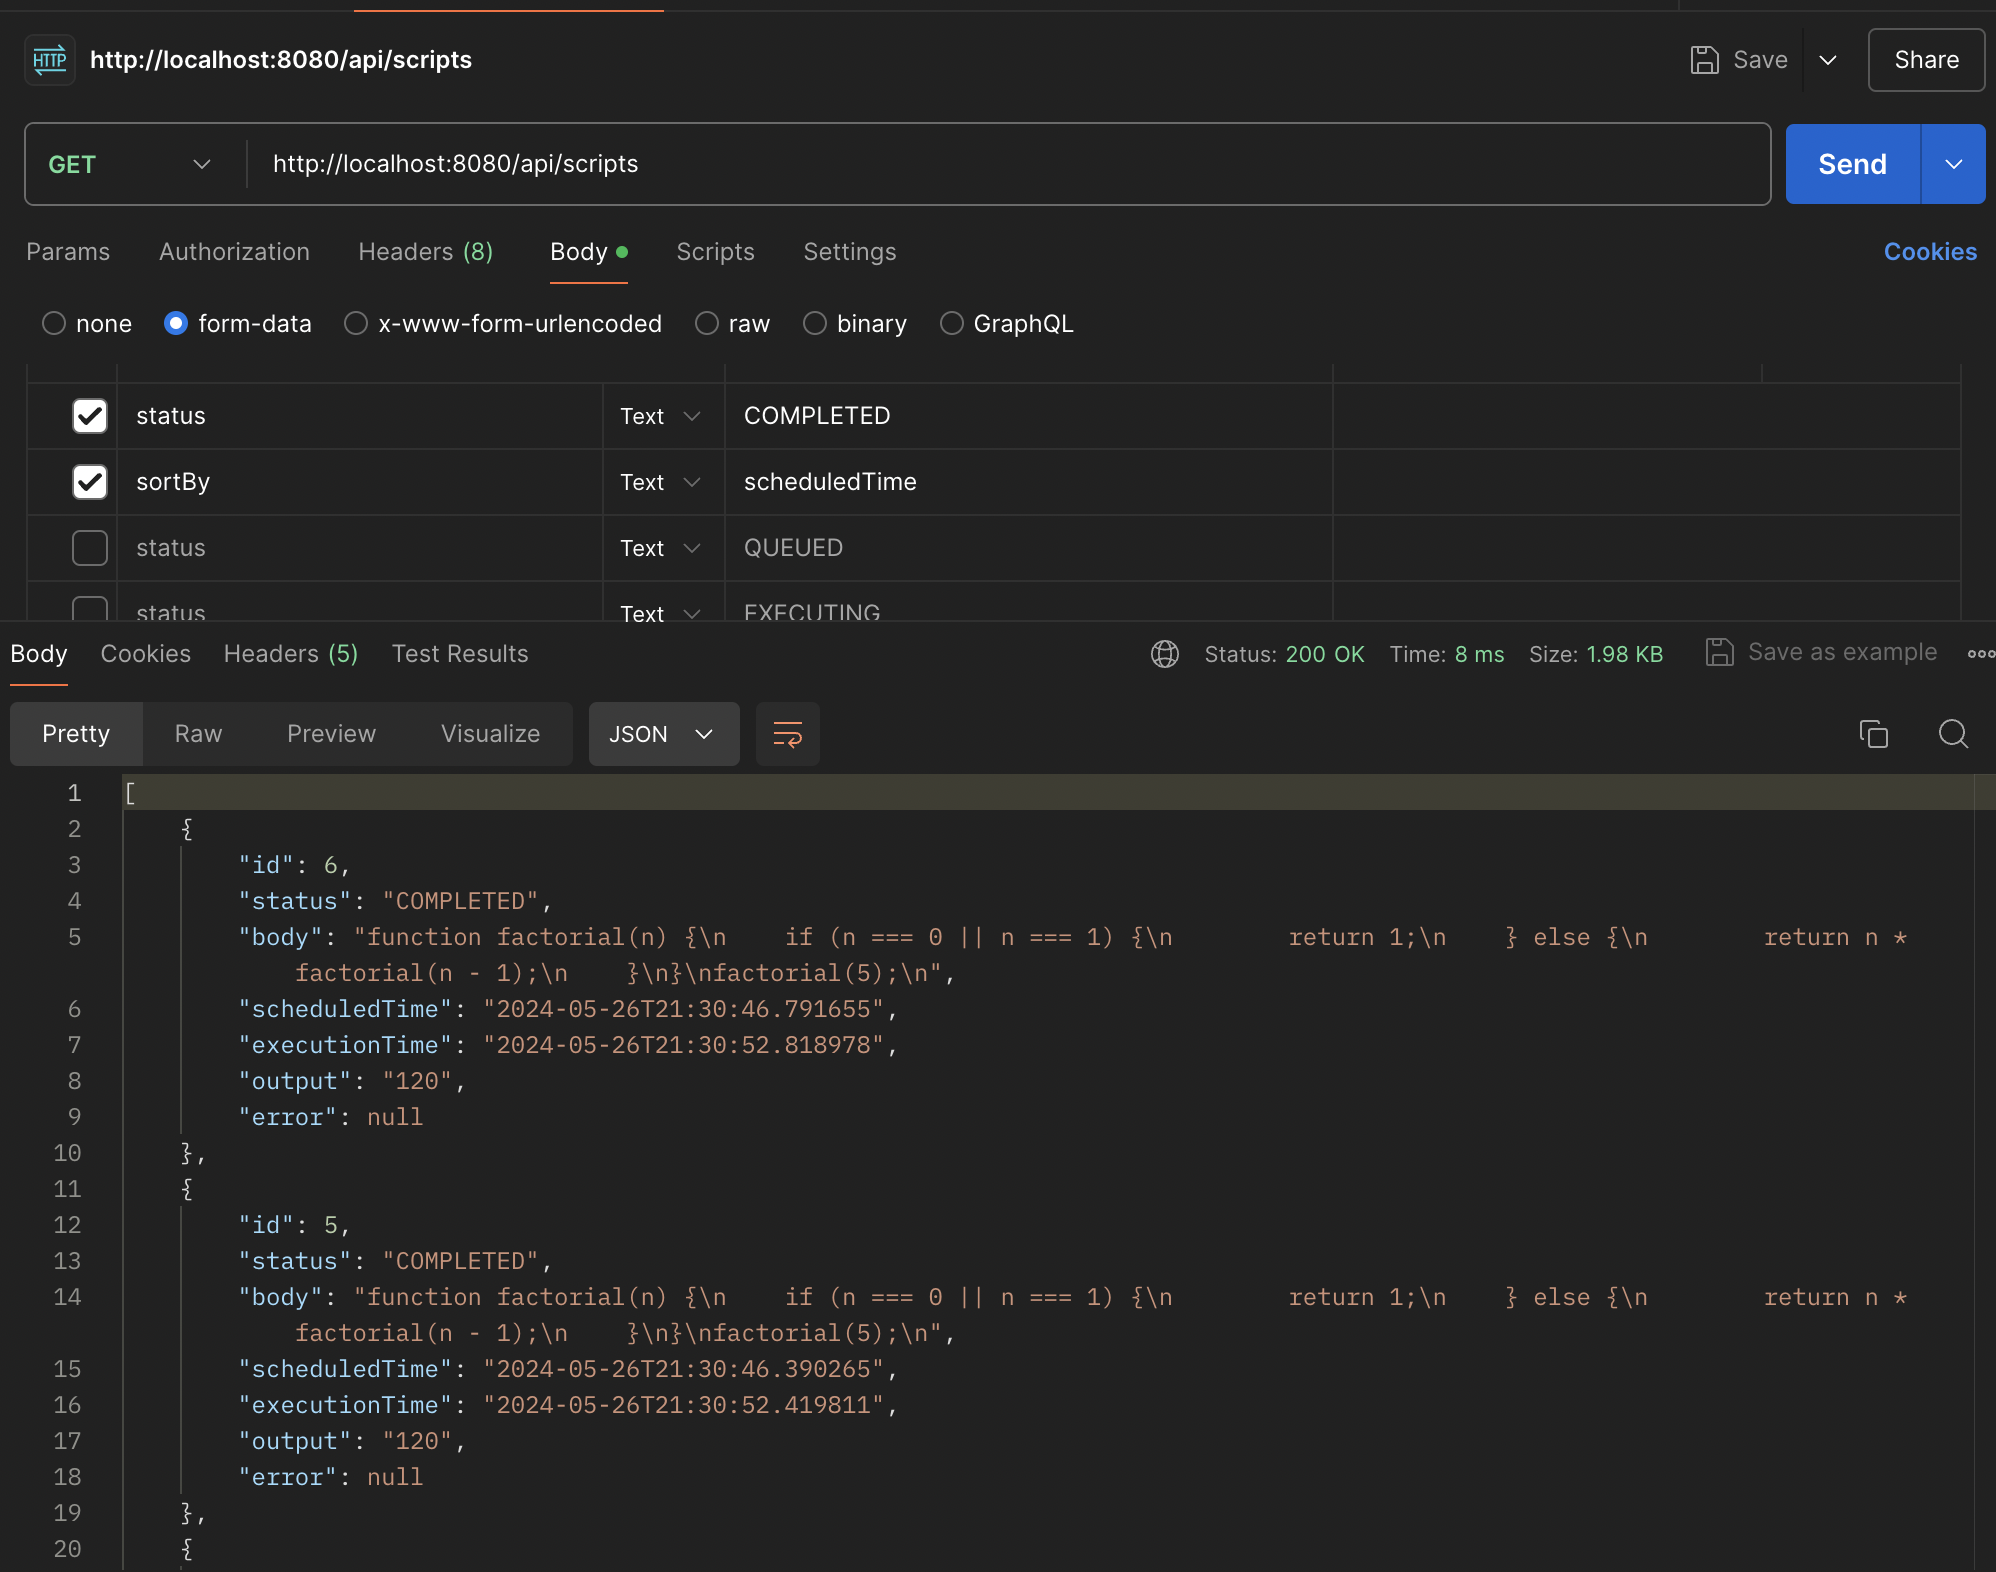 HTTP http://localhost:8080/api/scripts Save Share
GET http://localhost:8080/api/scripts Send
Params Authorization Headers (8) Body Scripts Settings Cookies
none form-data x-www-form-urlencoded raw binary GraphQL
status Text COMPLETED
sortBy Text scheduledTime
status Text QUEUED
status Text EXECUTING
Body Cookies Headers (5) Test Results Status: 200 OK Time: 8 ms Size: 1.98 KB Save as example
Pretty Raw Preview Visualize JSON
1 [
2 {
3 "id": 6,
4 "status": "COMPLETED",
5 "body": "function factorial(n) {\n    if (n === 0 || n === 1) {\n        return 1;\n    } else {\n        return n *
factorial(n - 1);\n    }\n}\nfactorial(5);\n",
6 "scheduledTime": "2024-05-26T21:30:46.791655",
7 "executionTime": "2024-05-26T21:30:52.818978",
8 "output": "120",
9 "error": null
10 },
11 {
12 "id": 5,
13 "status": "COMPLETED",
14 "body": "function factorial(n) {\n    if (n === 0 || n === 1) {\n        return 1;\n    } else {\n        return n *
factorial(n - 1);\n    }\n}\nfactorial(5);\n",
15 "scheduledTime": "2024-05-26T21:30:46.390265",
16 "executionTime": "2024-05-26T21:30:52.419811",
17 "output": "120",
18 "error": null
19 },
20 {